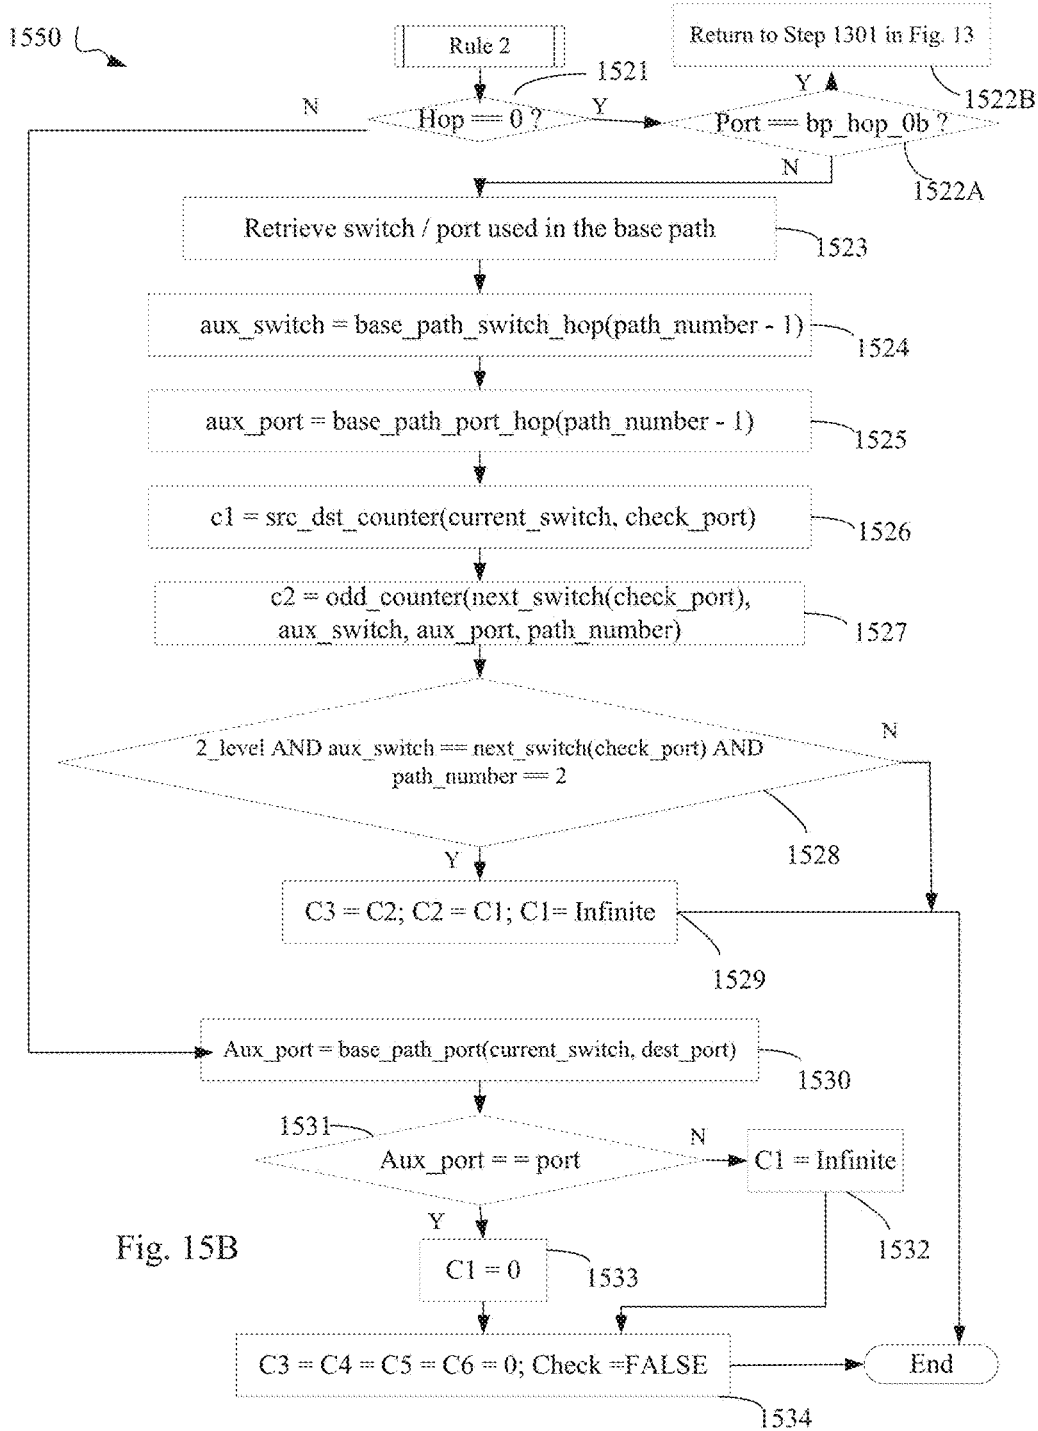 1550
Rule 2
Return to Step 1301 in Fig. 13
1521
N
Hop == 0 ?
Y
Y
1522B
Port == bp_hop_0b ?
N
1522A
Retrieve switch / port used in the base path
1523
aux_switch = base_path_switch_hop(path_number - 1)
1524
aux_port = base_path_port_hop(path_number - 1)
1525
c1 = src_dst_counter(current_switch, check_port)
1526
c2 = odd_counter(next_switch(check_port),
aux_switch, aux_port, path_number)
1527
2_level AND aux_switch == next_switch(check_port) AND
path_number == 2
N
1528
Y
C3 = C2; C2 = C1; C1= Infinite
1529
Aux_port = base_path_port(current_switch, dest_port)
1530
1531
Aux_port = = port
N
C1 = Infinite
1532
Y
Fig. 15B
C1 = 0
1533
C3 = C4 = C5 = C6 = 0; Check =FALSE
End
1534